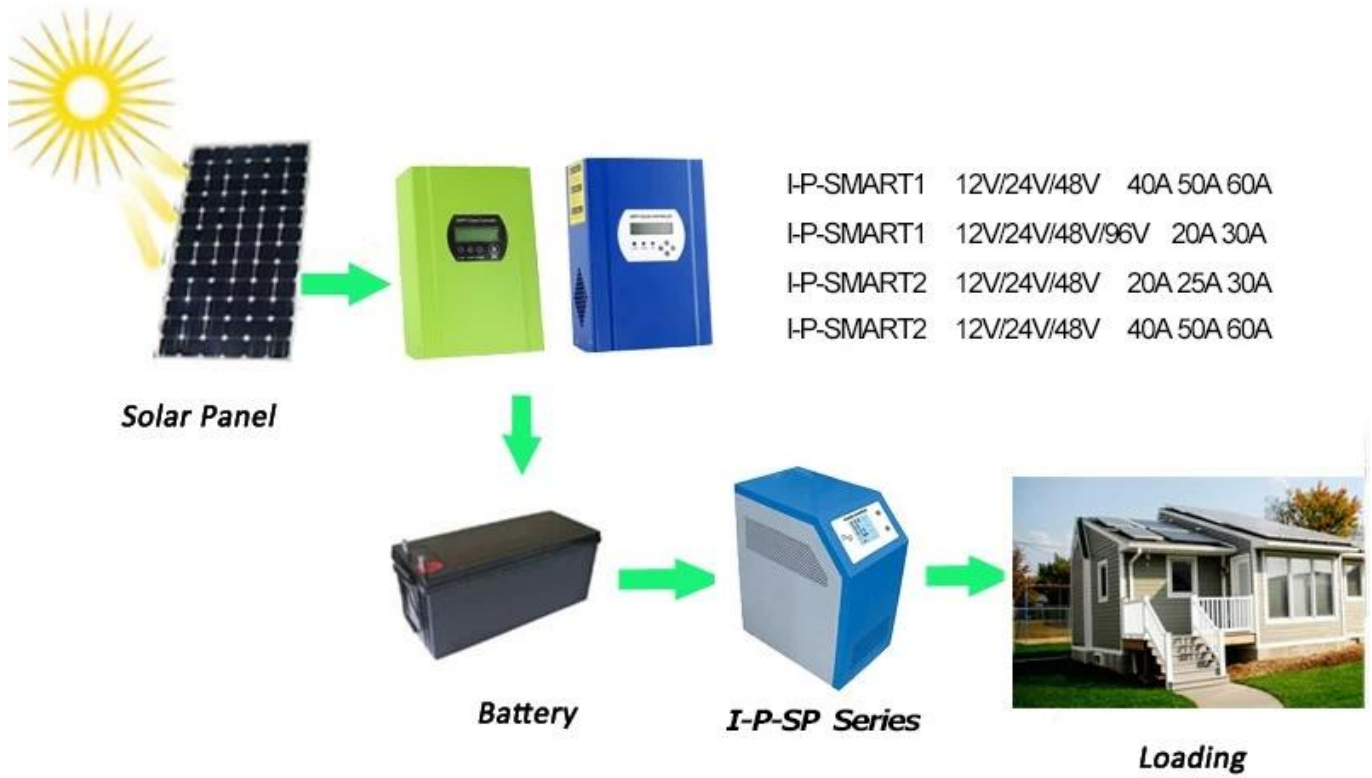 I-P-SMART1 12V/24V/48V 40A 50A 60A
I-P-SMART1 12V/24V/48V/96V 20A 30A
I-P-SMART2 12V/24V/48V 20A 25A 30A
I-P-SMART2 12V/24V/48V 40A 50A 60A
Solar Panel
Battery
I-P-SP Series
Loading